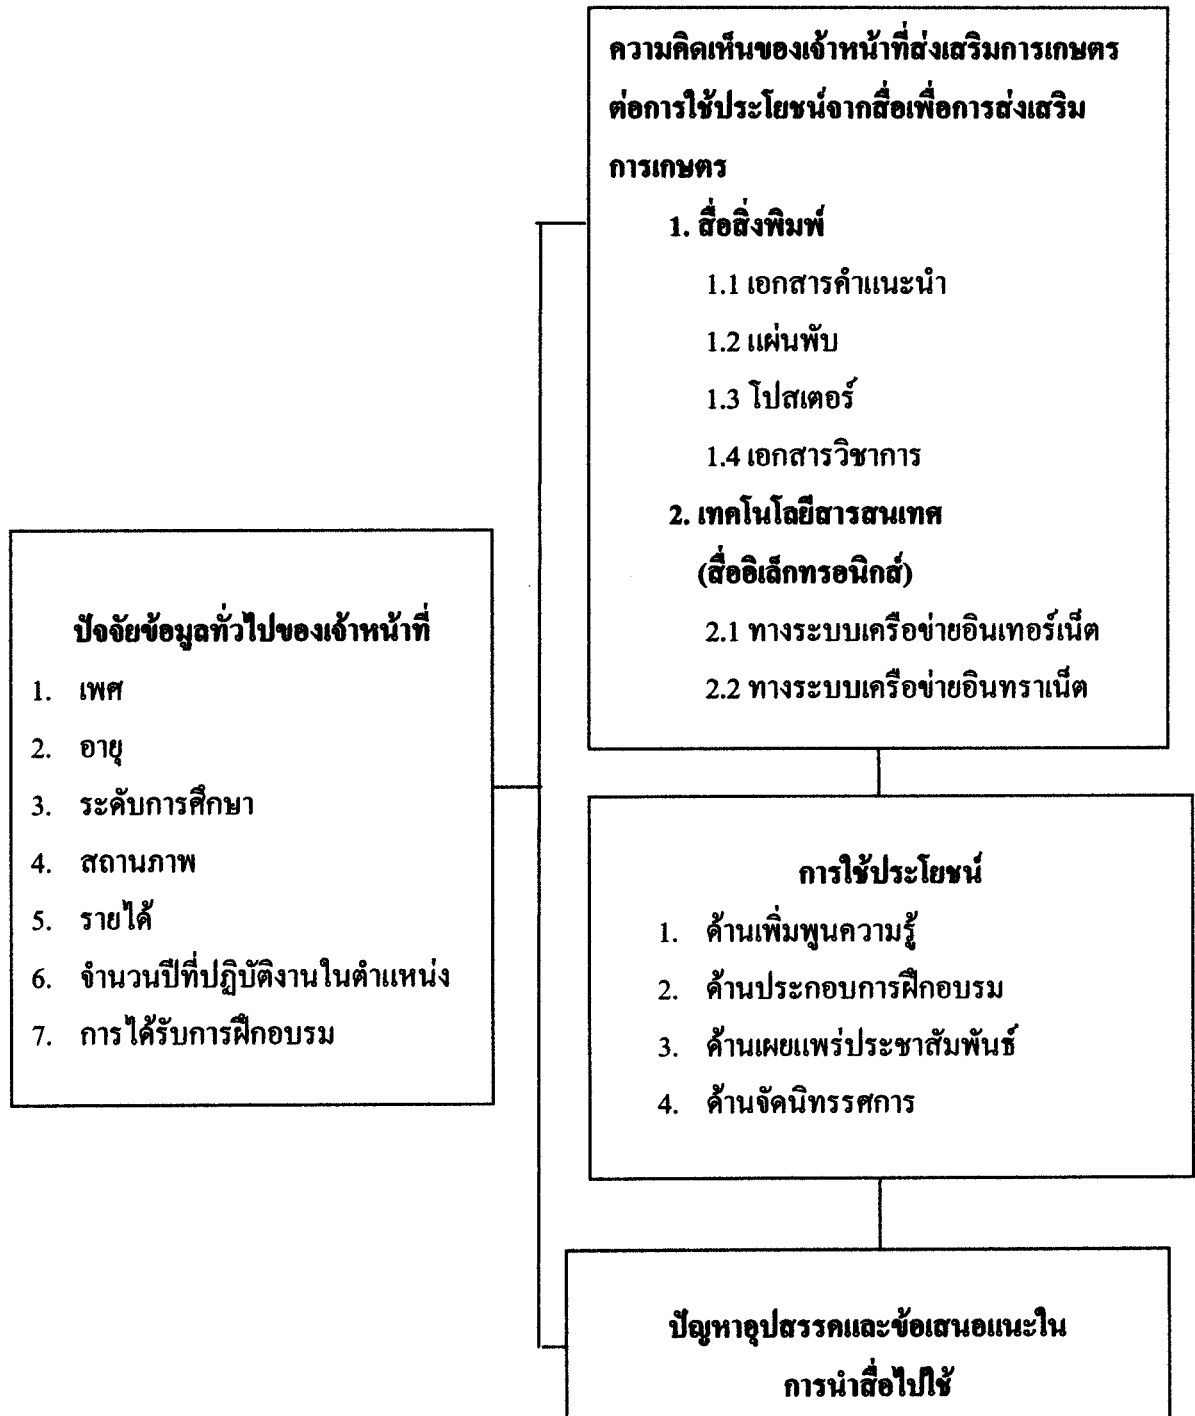 ความคิดเห็นของเจ้าหน้าที่ส่งเสริมการเกษตร
ต่อการใช้ประโยชน์จากสื่อเพื่อการส่งเสริม
การเกษตร
1. สื่อสิ่งพิมพ์
1.1 เอกสารคำแนะนำ
1.2 แผ่นพับ
1.3 โปสเตอร์
1.4 เอกสารวิชาการ
2. เทคโนโลยีสารสนเทศ
(สื่ออิเล็กทรอนิกส์)
2.1 ทางระบบเครือข่ายอินเทอร์เน็ต
2.2 ทางระบบเครือข่ายอินทราเน็ต
ปัจจัยข้อมูลทั่วไปของเจ้าหน้าที่
1. เพศ
2. อายุ
3. ระดับการศึกษา
4. สถานภาพ
5. รายได้
6. จำนวนปีที่ปฏิบัติงานในตำแหน่ง
7. การได้รับการฝึกอบรม
การใช้ประโยชน์
1. ด้านเพิ่มพูนความรู้
2. ด้านประกอบการฝึกอบรม
3. ด้านเผยแพร่ประชาสัมพันธ์
4. ด้านจัดนิทรรศการ
ปัญหาอุปสรรคและข้อเสนอแนะใน
การนำสื่อไปใช้